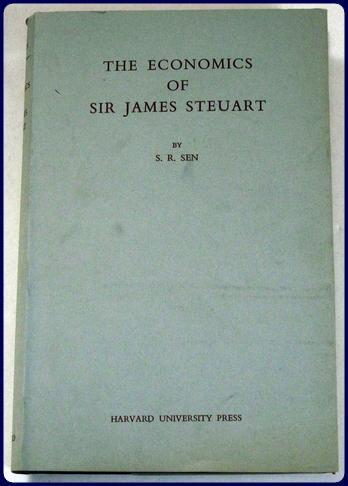 THE ECONOMICS
OF
SIR JAMES STEUART
BY
S. R. SEN
HARVARD UNIVERSITY PRESS